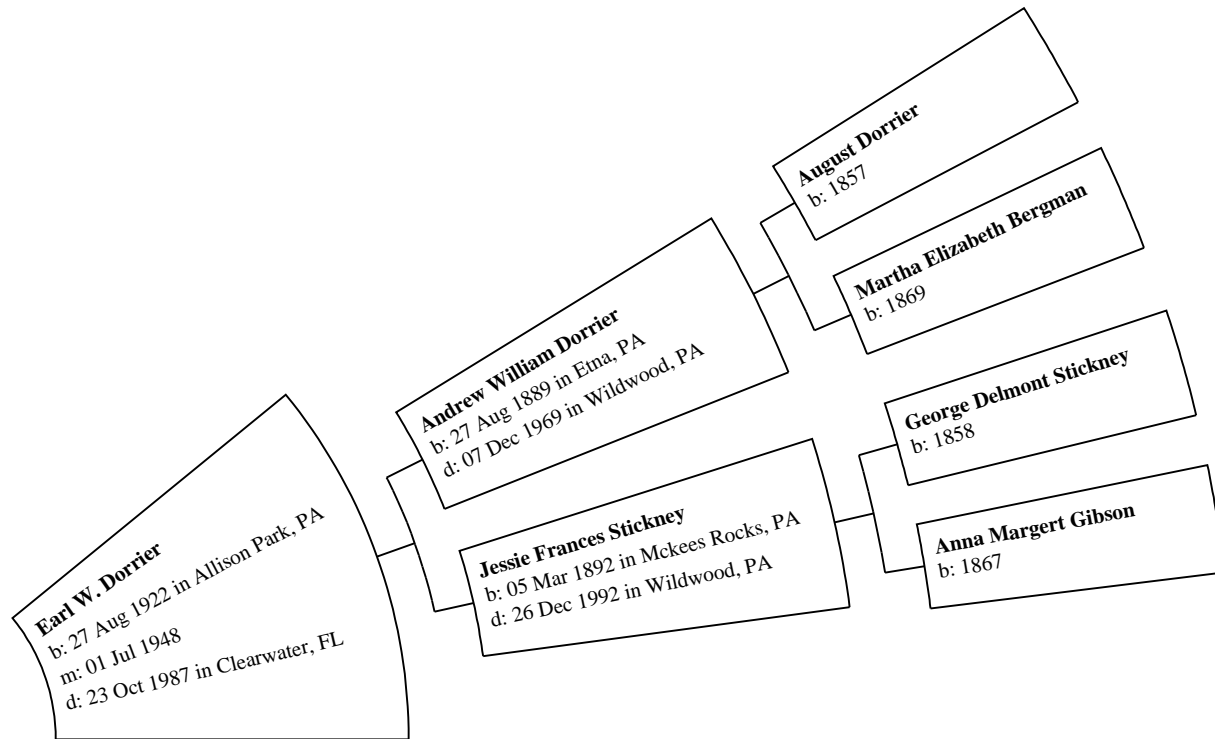 August Dorrier
b: 1857
Martha Elizabeth Bergman
b: 1869
Andrew William Dorrier
b: 27 Aug 1889 in Etna, PA
d: 07 Dec 1969 in Wildwood, PA
George Delmont Stickney
b: 1858
Jessie Frances Stickney
b: 05 Mar 1892 in Mckees Rocks, PA
d: 26 Dec 1992 in Wildwood, PA
Anna Margert Gibson
b: 1867
Earl W. Dorrier
b: 27 Aug 1922 in Allison Park, PA
m: 01 Jul 1948
d: 23 Oct 1987 in Clearwater, FL